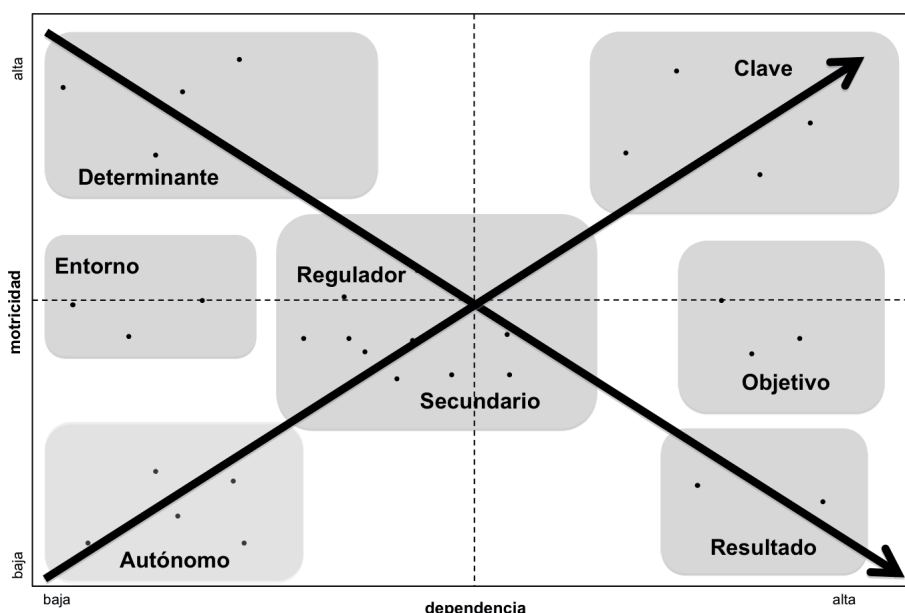 alta
Clave
Determinante
Entorno
Regulador
motricidad
Objetivo
Secundario
Autónomo
Resultado
baja
baja
alta
dependencia